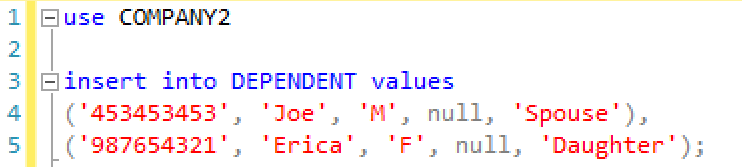 1 use COMPANY2
2
3 insert into DEPENDENT values
4 ('453453453', 'Joe', 'M', null, 'Spouse'),
5 ('987654321', 'Erica', 'F', null, 'Daughter');